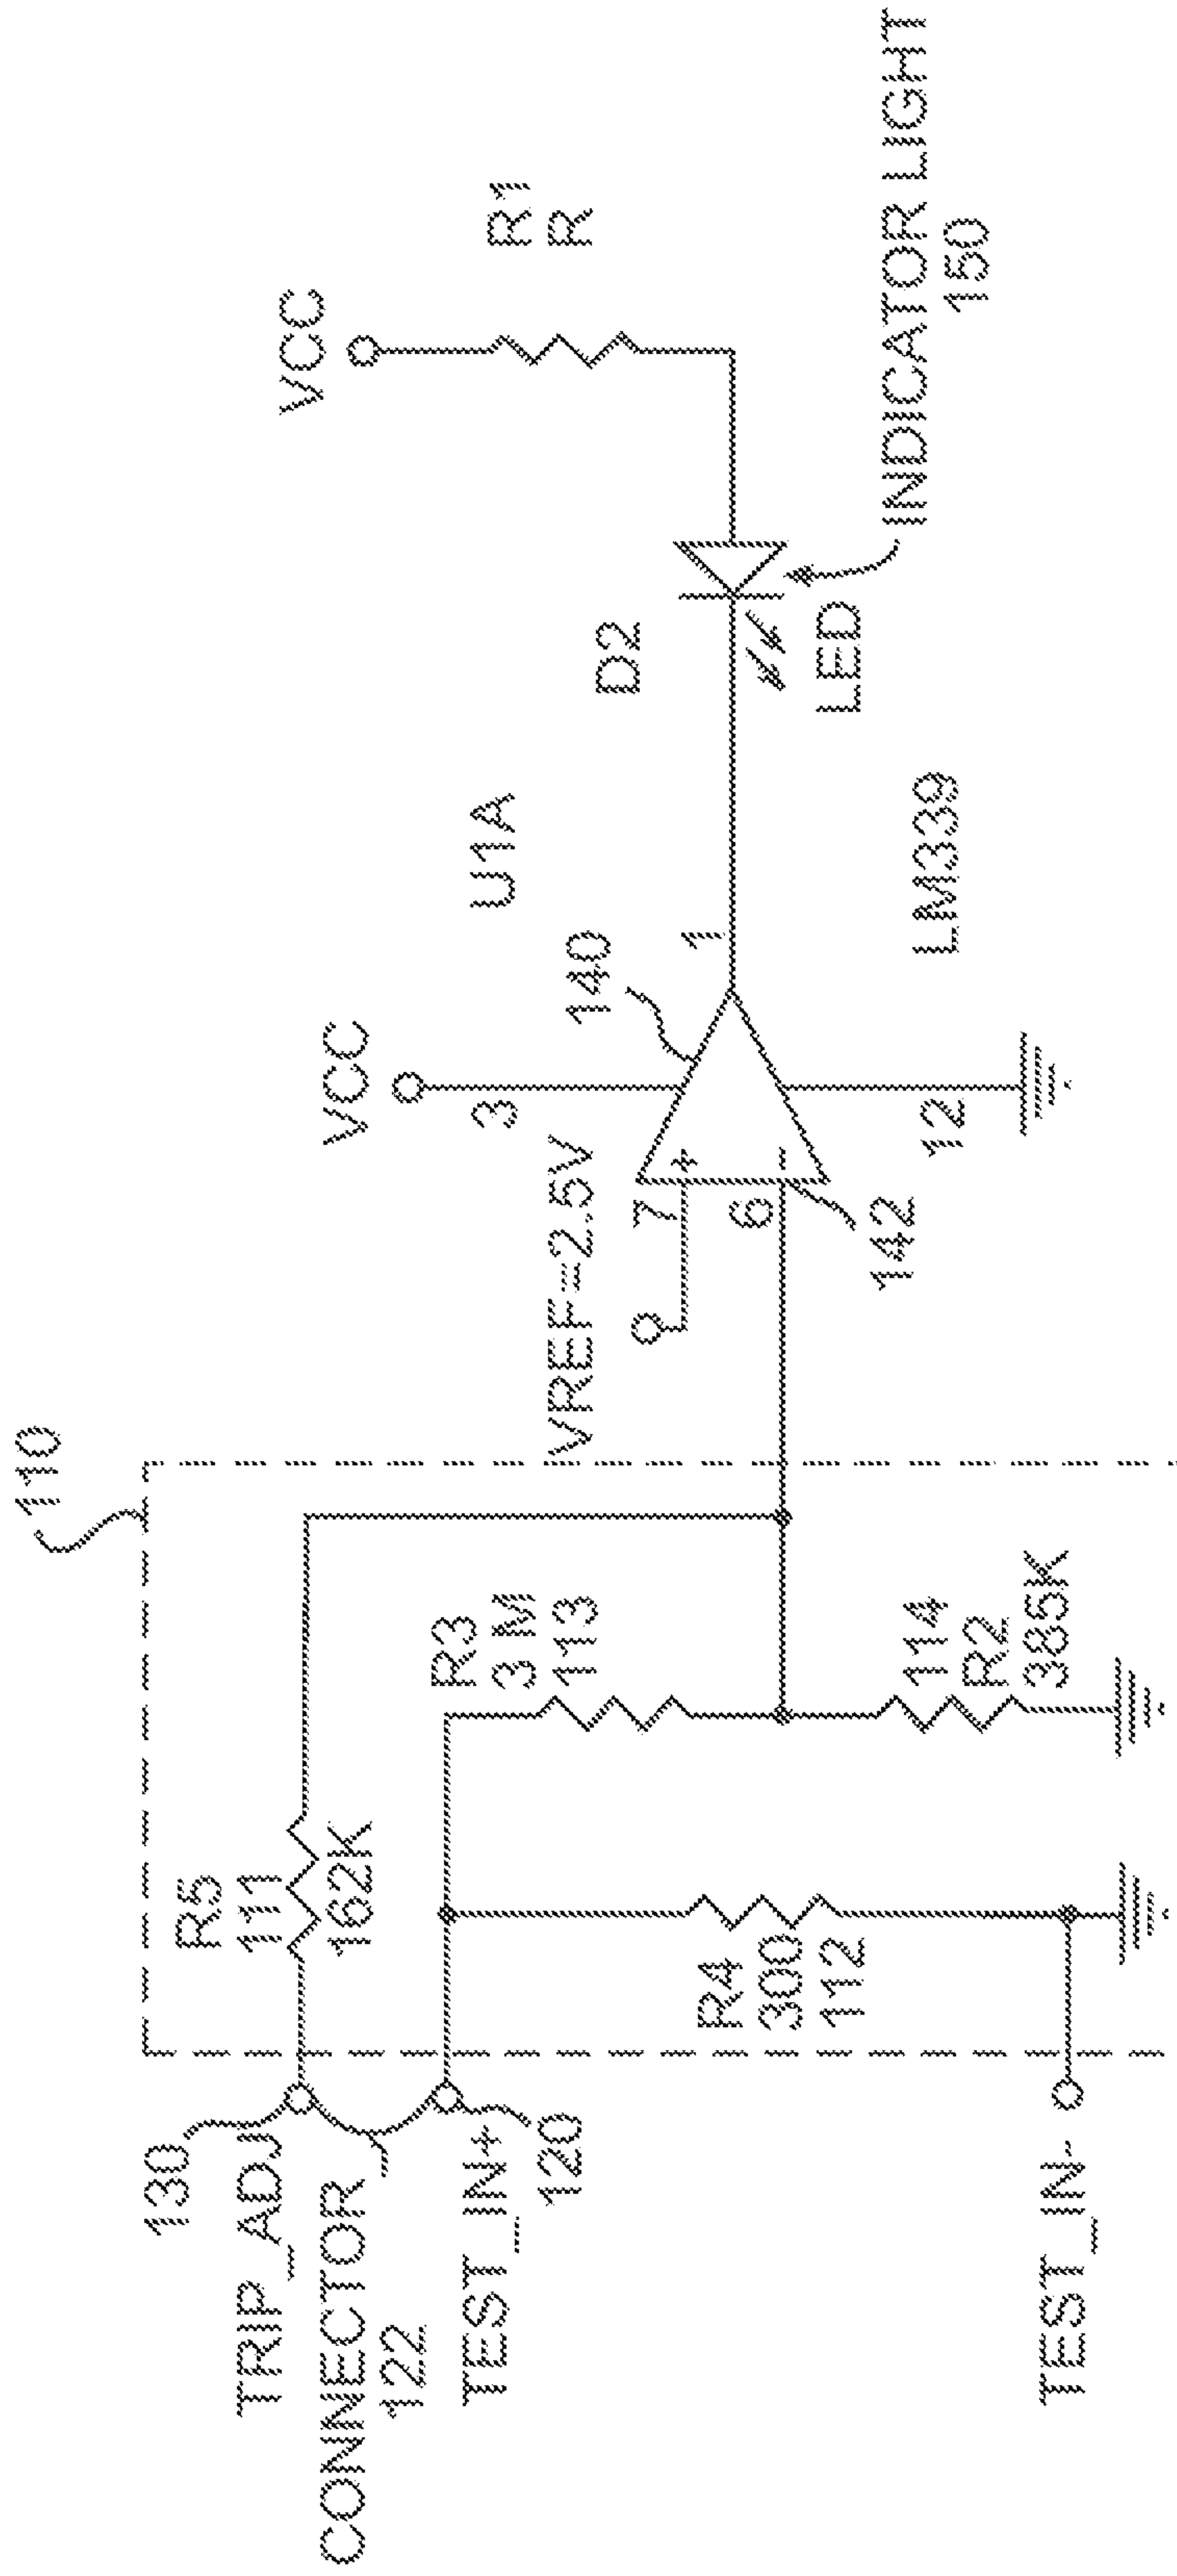 110
130
TRIP_ADJ
CONNECTOR
122
TEST_IN+
120
TEST_IN-
R5
111
162K
R4
300
112
R3
3 M
113
114
R2
385K
VREF=2.5V
7
6
+
-
142
VCC
3
12
140
U1A
1
LM339
D2
LED
VCC
R1
R
INDICATOR LIGHT
150